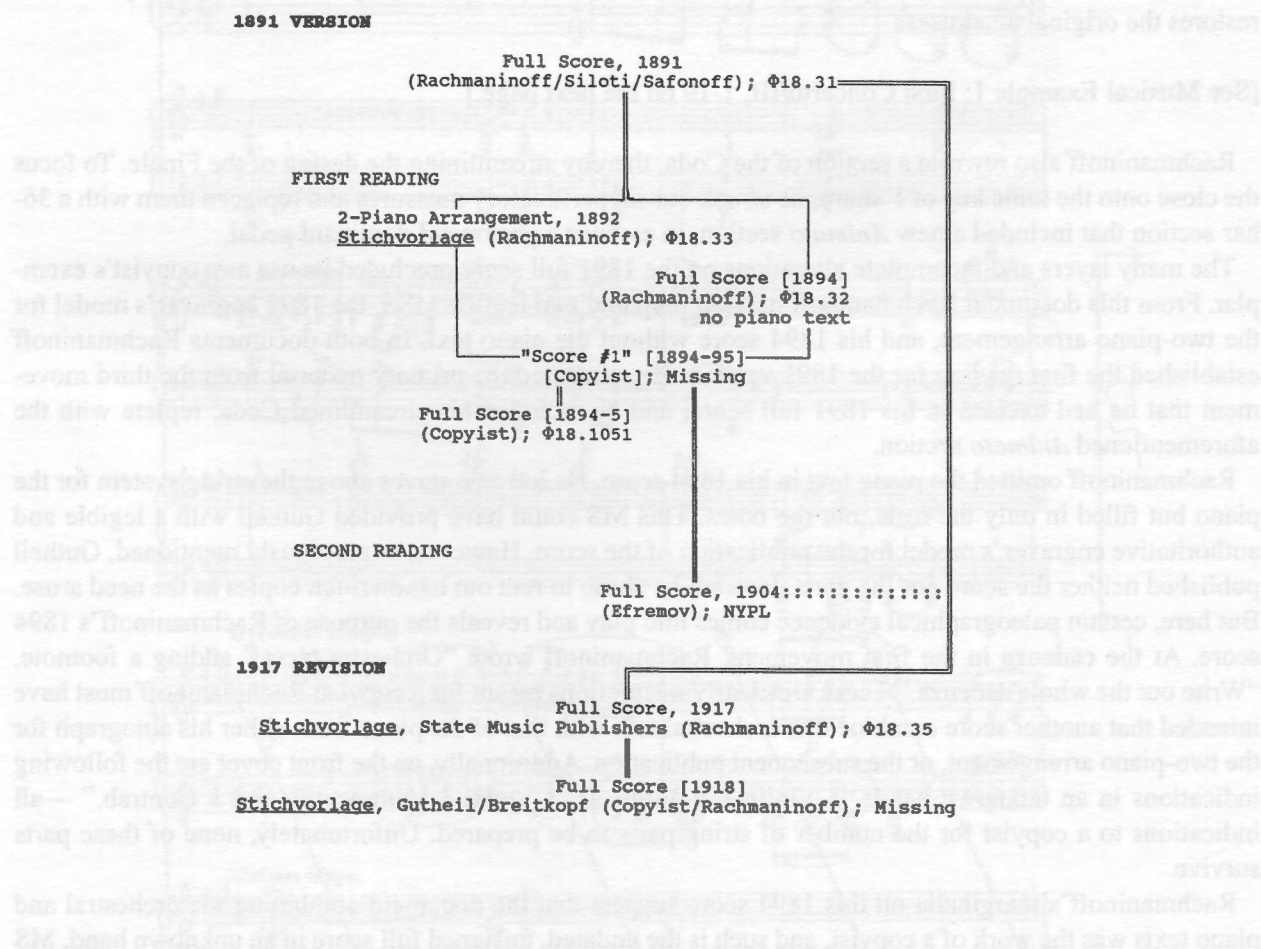 1891 VERSION
Full Score, 1891
(Rachmaninoff/Siloti/Safonoff); Φ18.31
FIRST READING
2-Piano Arrangement, 1892
Stichvorlage (Rachmaninoff); Φ18.33
Full Score [1894]
(Rachmaninoff); Φ18.32
no piano text
"Score #1" [1894-95]
[Copyist]; Missing
Full Score [1894-5]
(Copyist); Φ18.1051
SECOND READING
Full Score, 1904::::::::::::::
(Efremov); NYPL
1917 REVISION
Full Score, 1917
Stichvorlage, State Music Publishers (Rachmaninoff); Φ18.35
Full Score [1918]
Stichvorlage, Gutheil/Breitkopf (Copyist/Rachmaninoff), Missing